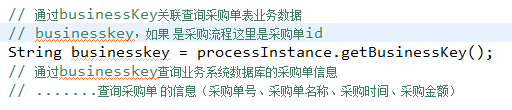 // 通过businessKey关联查询采购单表业务数据
// businesskey，如果 是采购流程这里是采购单id
String businesskey = processInstance.getBusinessKey();
// 通过businesskey查询业务系统数据库的采购单信息
// .......查询采购单 的信息（采购单号、采购单名称、采购时间、采购金额）